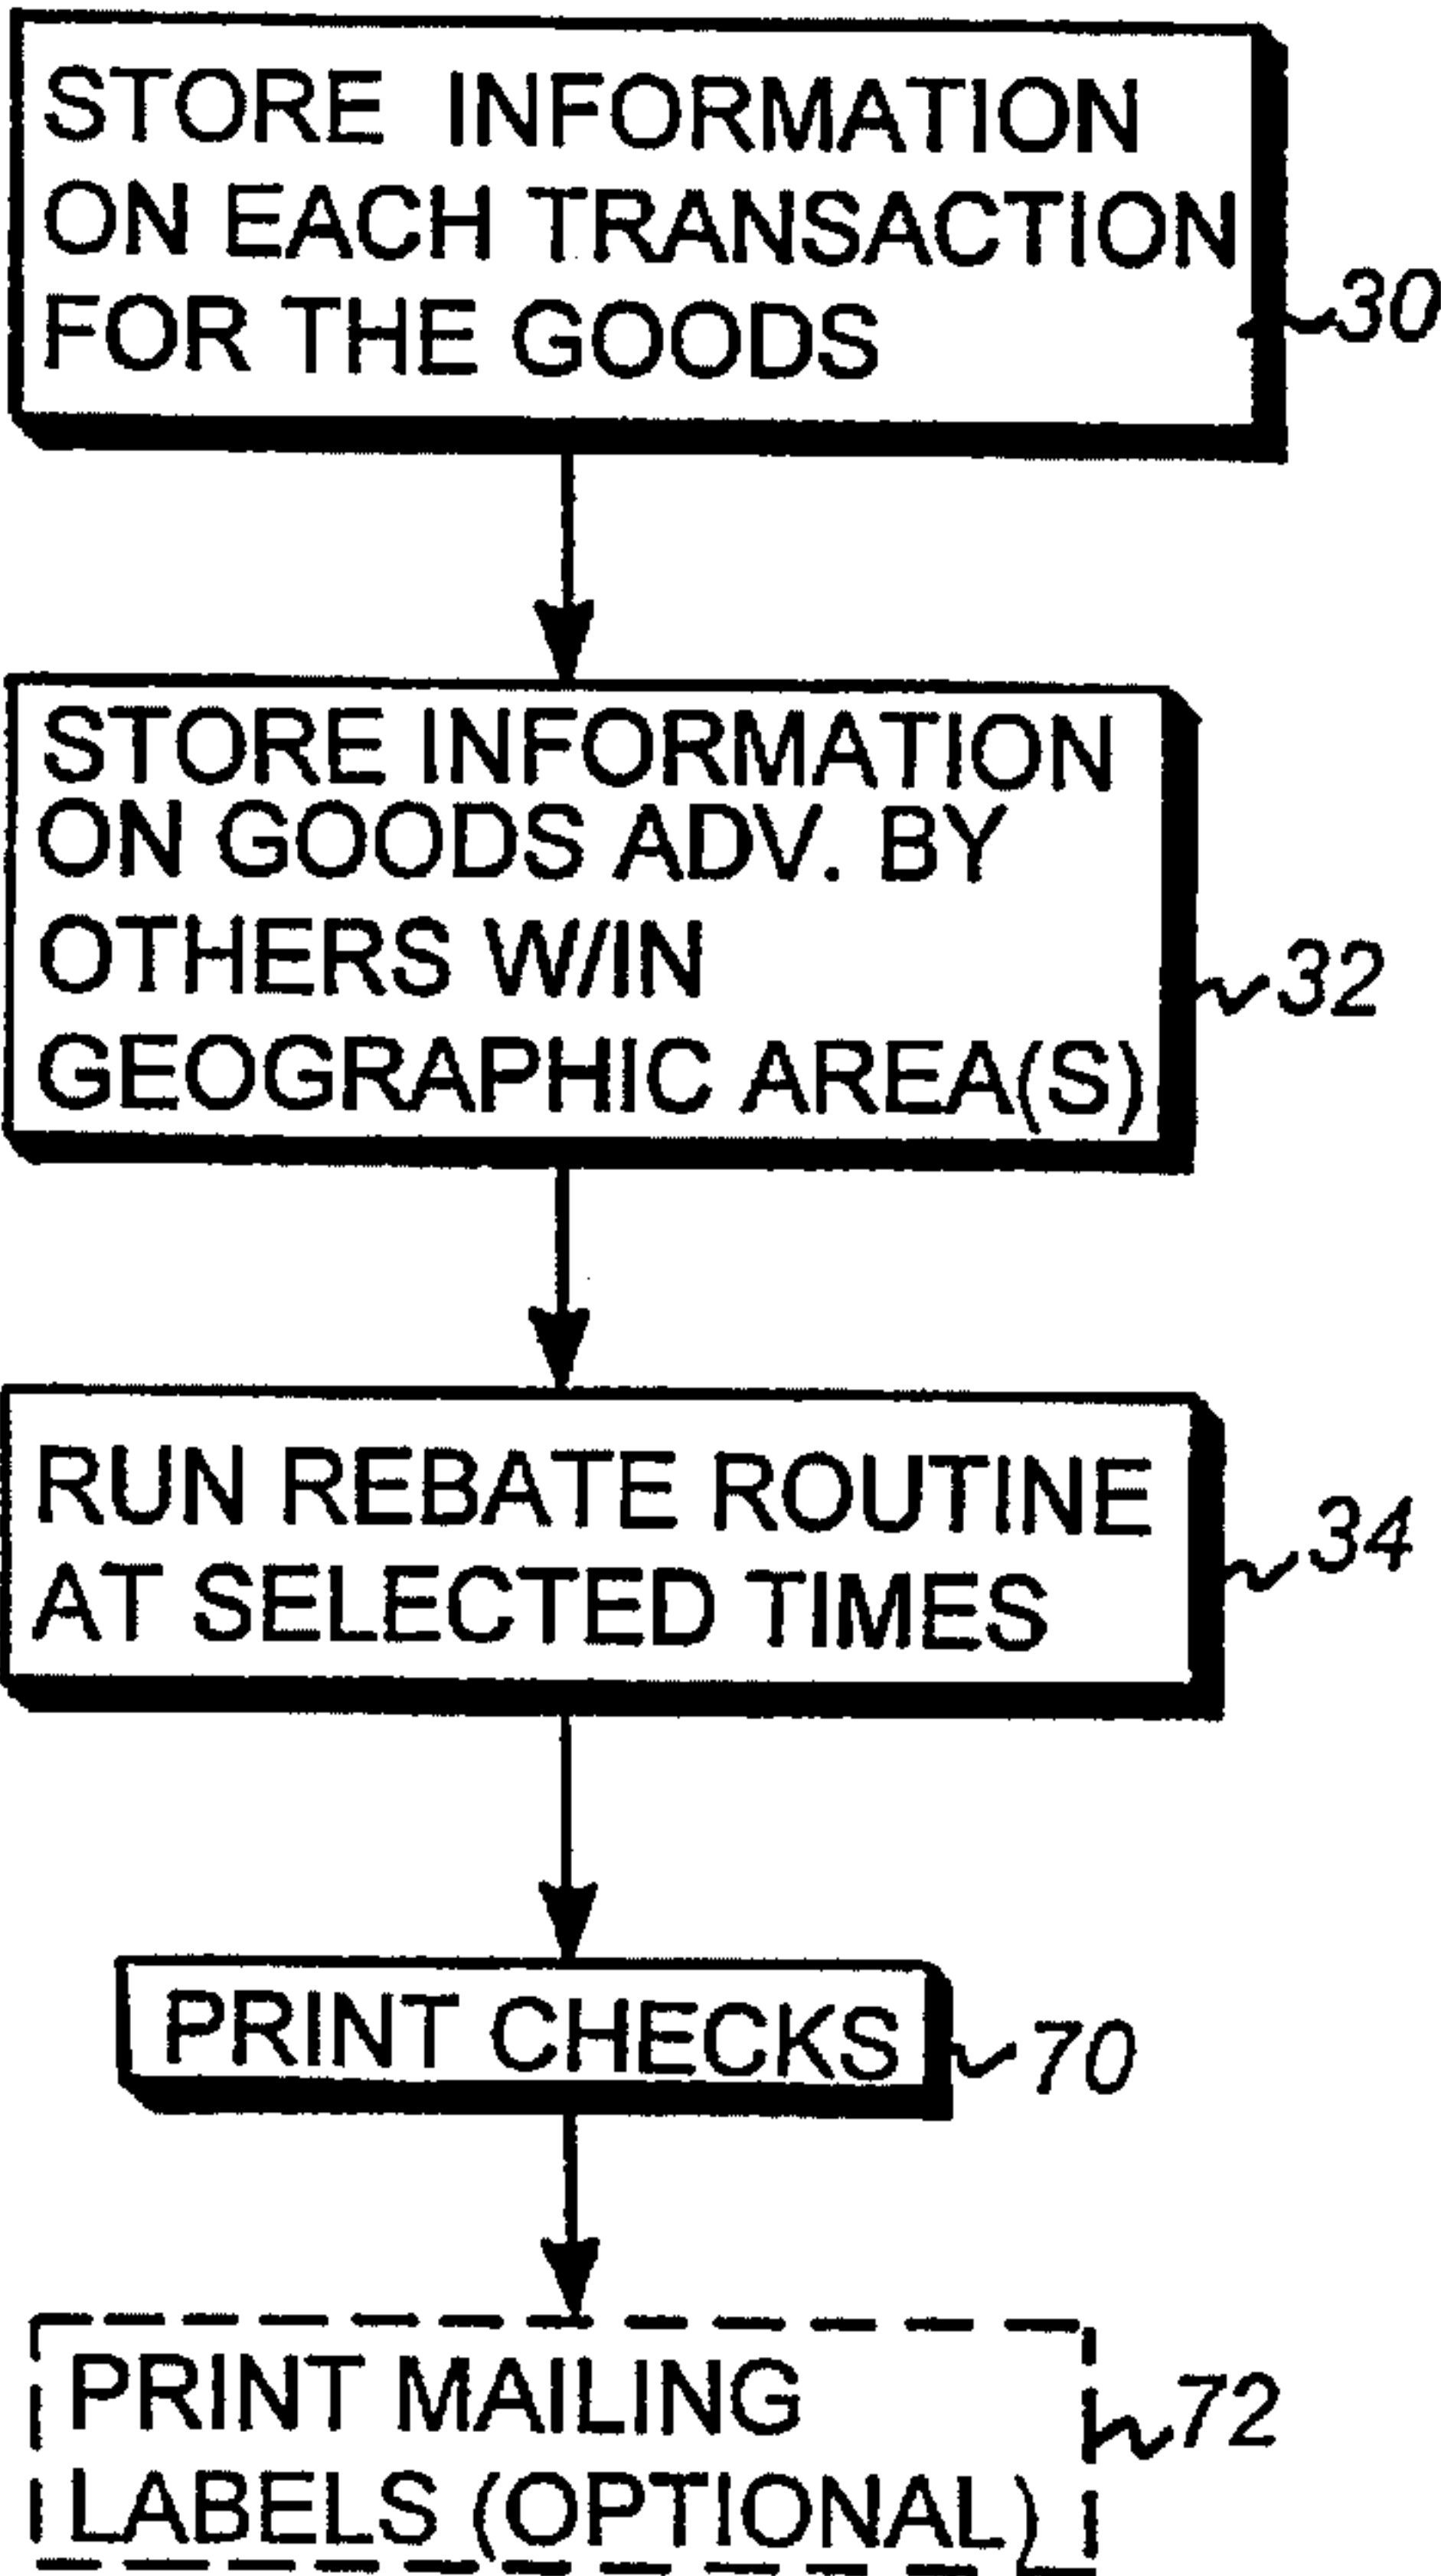 STORE INFORMATION
ON EACH TRANSACTION
FOR THE GOODS
30
STORE INFORMATION
ON GOODS ADV. BY
OTHERS W/IN
GEOGRAPHIC AREA(S)
32
RUN REBATE ROUTINE
AT SELECTED TIMES
34
PRINT CHECKS
70
PRINT MAILING
LABELS (OPTIONAL)
72